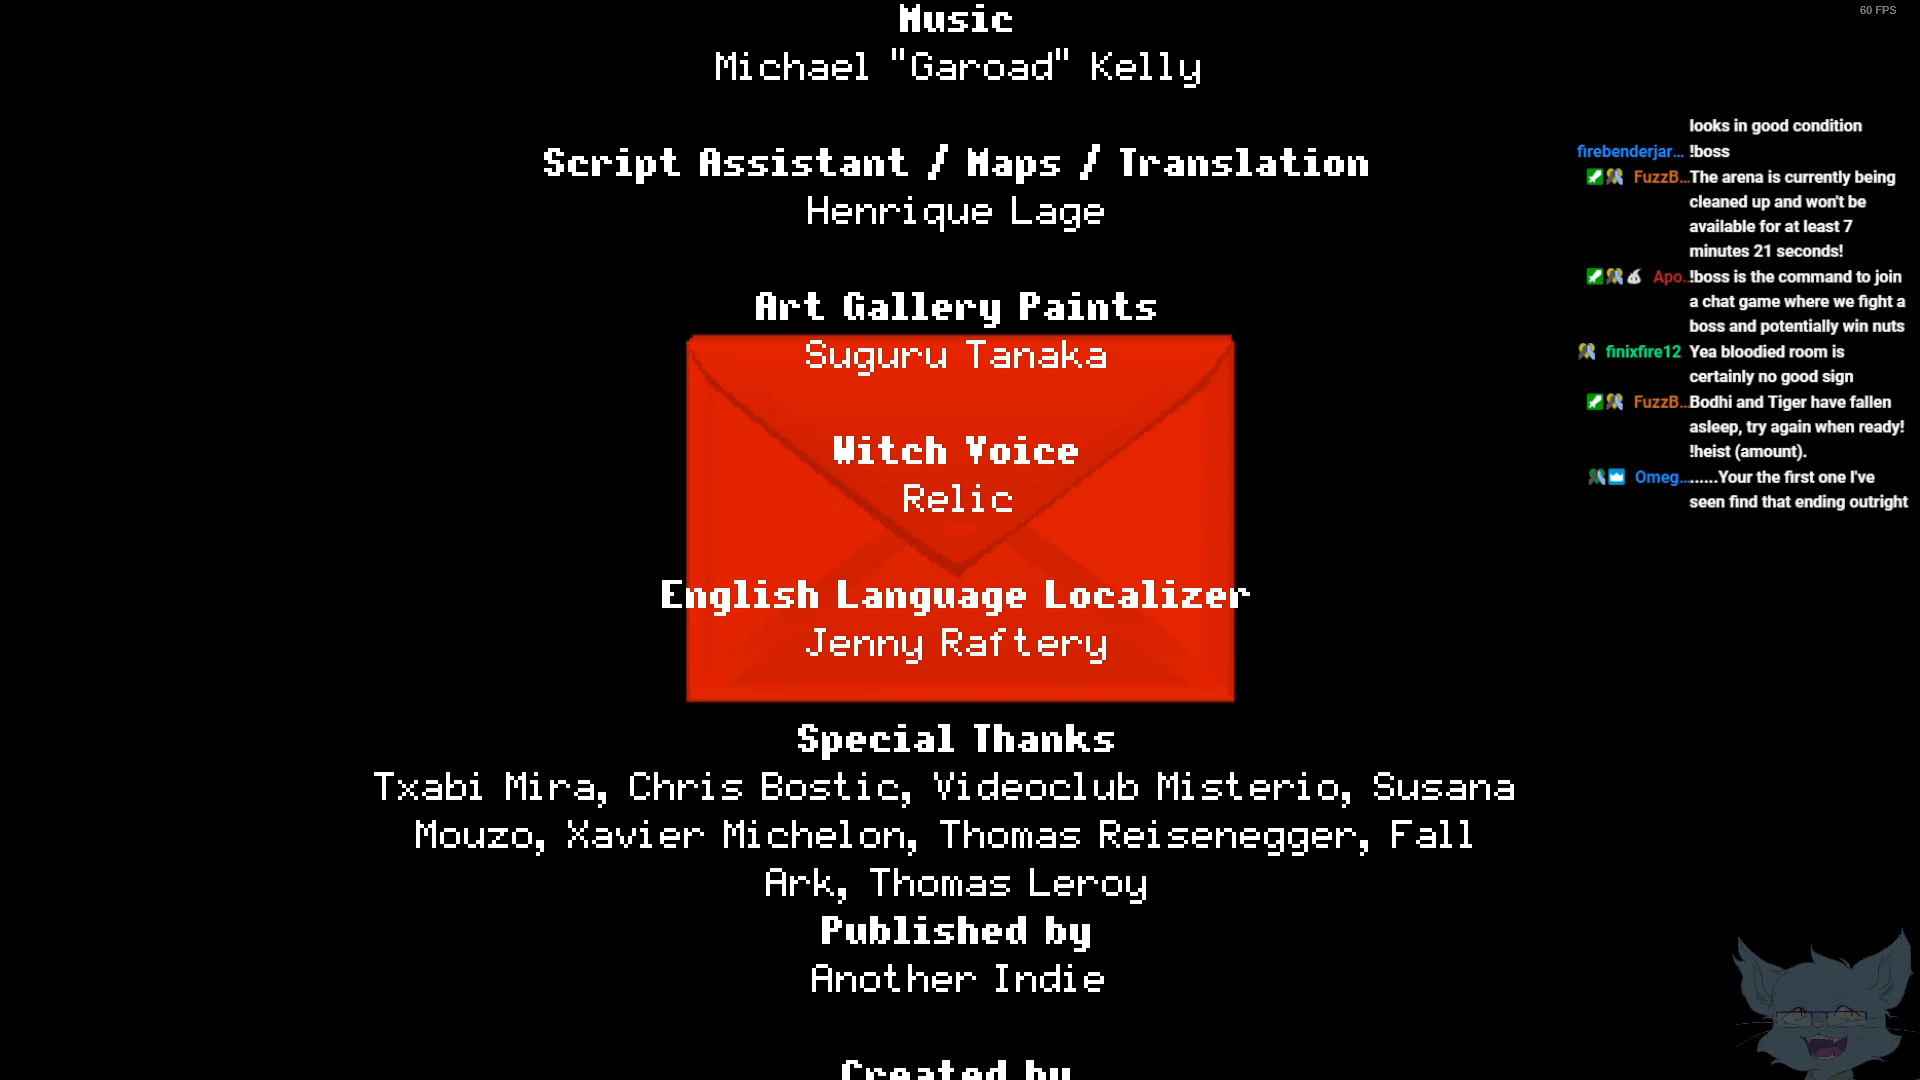 Music
Michael "Garoad" Kelly
Script Assistant / Maps / Translation
Henrique Lage
Art Gallery Paints
Suguru Tanaka
Witch Voice
Relic
English Language Localizer
Jenny Raftery
Special Thanks
Txabi Mira, Chris Bostic, Videoclub Misterio, Susana
Mouzo, Xavier Michelon, Thomas Reisenegger, Fall
Ark, Thomas Leroy
Published by
Another Indie
Created by
60 FPS
looks in good condition
firebenderjar... !boss
FuzzB... The arena is currently being
cleaned up and won't be
available for at least 7
minutes 21 seconds!
Apo... !boss is the command to join
a chat game where we fight a
boss and potentially win nuts
finixfire12 Yea bloodied room is
certainly no good sign
FuzzB... Bodhi and Tiger have fallen
asleep, try again when ready!
!heist (amount).
Omeg... ......Your the first one I've
seen find that ending outright